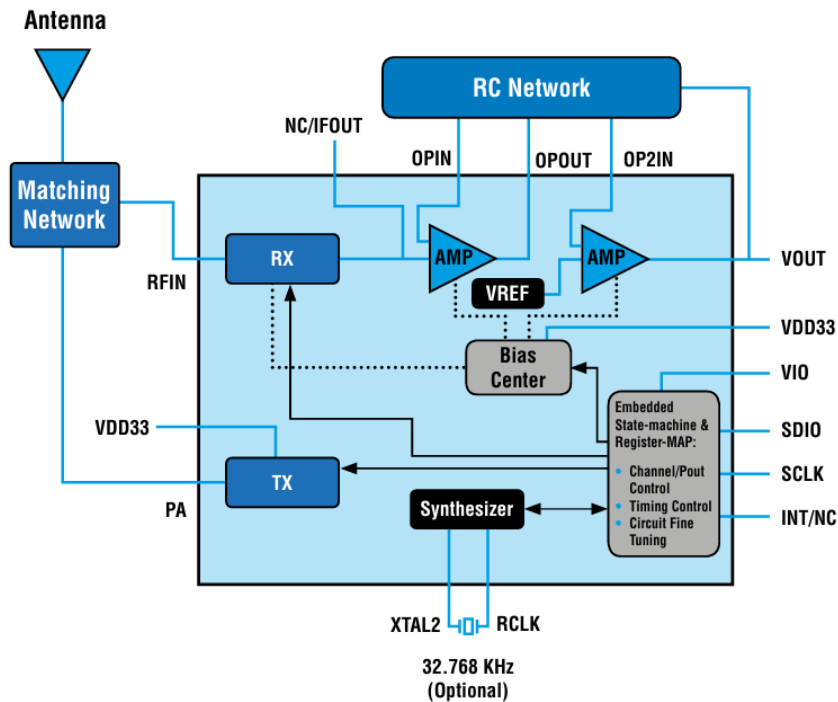 Antenna
RC Network
NC/IFOUT
OPIN
OPOUT
OP2IN
Matching
Network
RX
AMP
AMP
RFIN
VREF
VOUT
VDD33
Bias
Center
VIO
Embedded
State-machine &
Register-MAP:
• Channel/Pout
Control
• Timing Control
• Circuit Fine
Tuning
SDIO
SCLK
INT/NC
VDD33
TX
PA
Synthesizer
XTAL2
RCLK
32.768 KHz
(Optional)